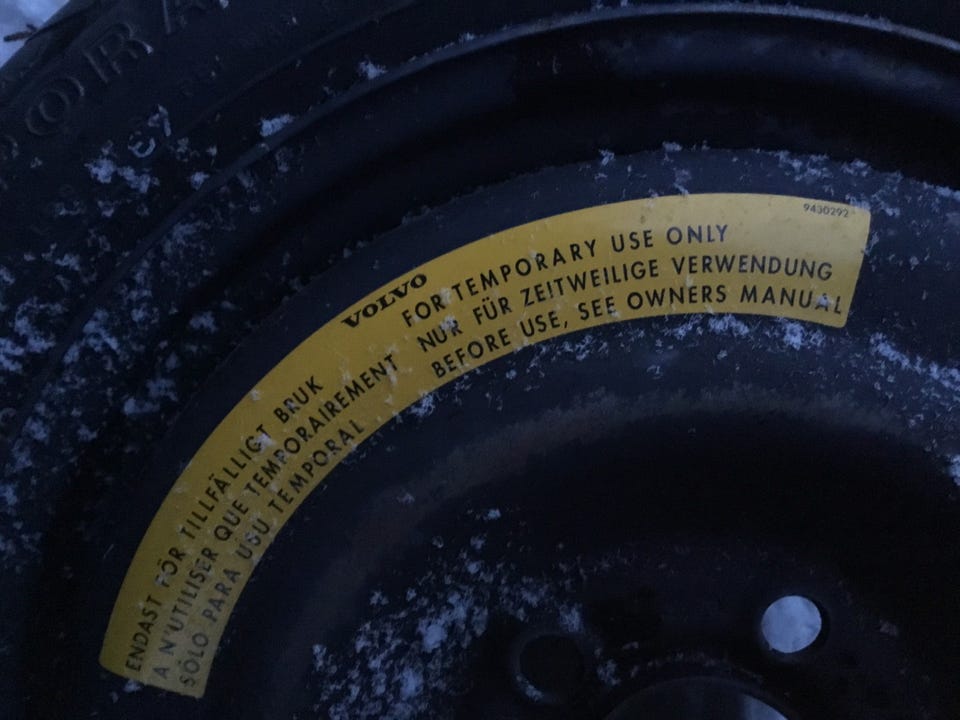 VOLVO
ENDAST FÖR TILLFÄLLIGT BRUK
A N'UTILISER QUE TEMPORAIREMENT
SÓLO PARA USU TEMPORAL
FOR TEMPORARY USE ONLY
NUR FÜR ZEITWEILIGE VERWENDUNG
BEFORE USE, SEE OWNERS MANUAL
9430292